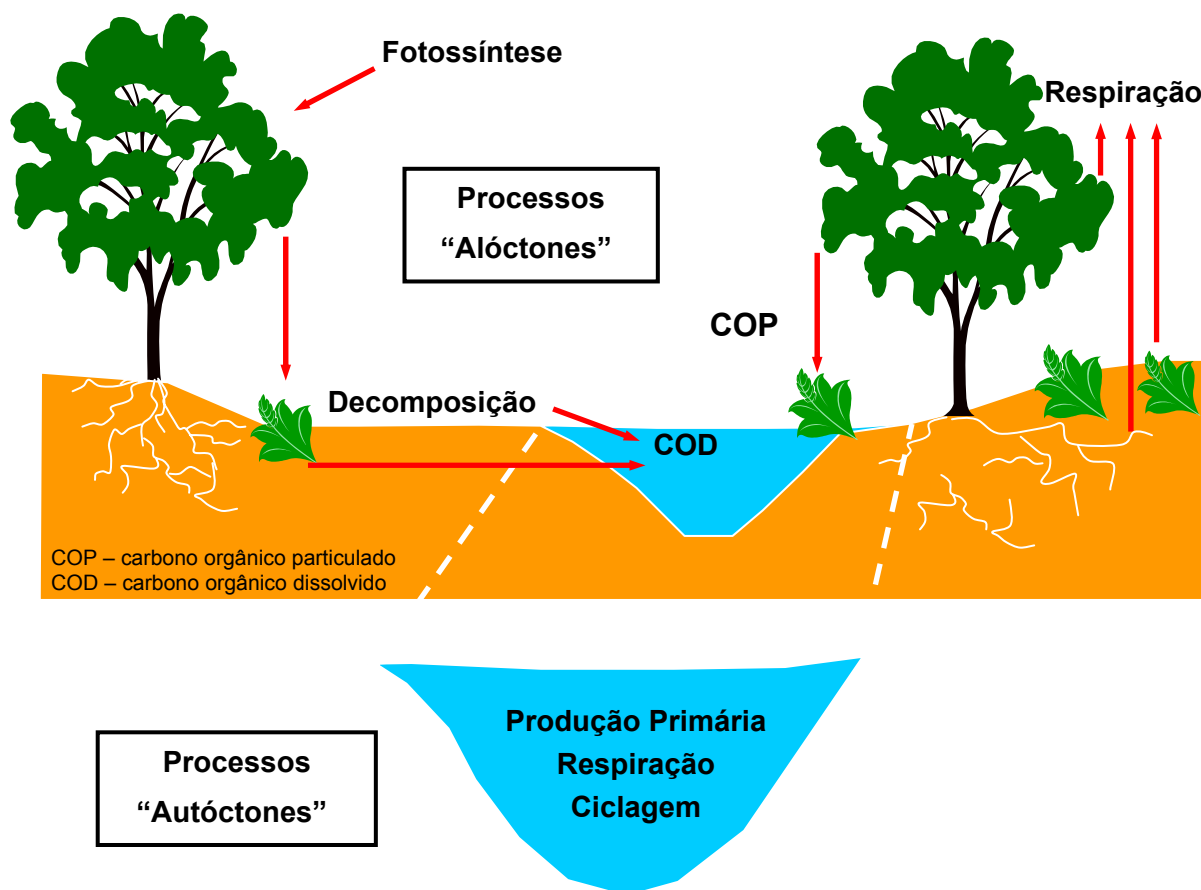 Fotossíntese
Respiração
Processos
“Alóctones”
COP
Decomposição
COD
COP – carbono orgânico particulado
COD – carbono orgânico dissolvido
Produção Primária
Respiração
Ciclagem
Processos
“Autóctones”